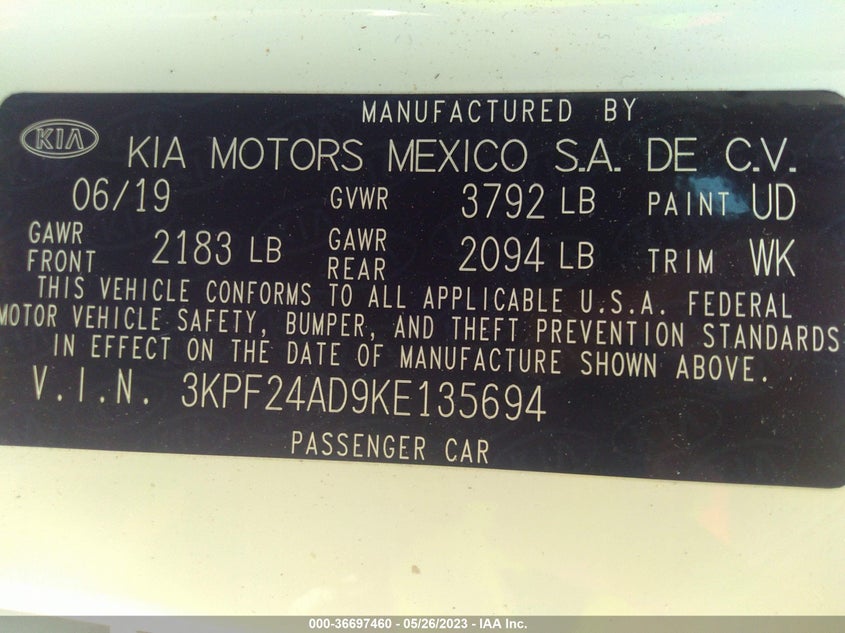 MANUFACTURED BY
KIA KIA MOTORS MEXICO S.A. DE C.V.
06/19 GVWR 3792 LB PAINT UD
GAWR FRONT 2183 LB GAWR REAR 2094 LB TRIM WK
THIS VEHICLE CONFORMS TO ALL APPLICABLE U.S.A. FEDERAL
MOTOR VEHICLE SAFETY, BUMPER, AND THEFT PREVENTION STANDARDS
IN EFFECT ON THE DATE OF MANUFACTURE SHOWN ABOVE.
V.I.N. 3KPF24AD9KE135694
PASSENGER CAR
000-36697460 - 05/26/2023 - IAA Inc.